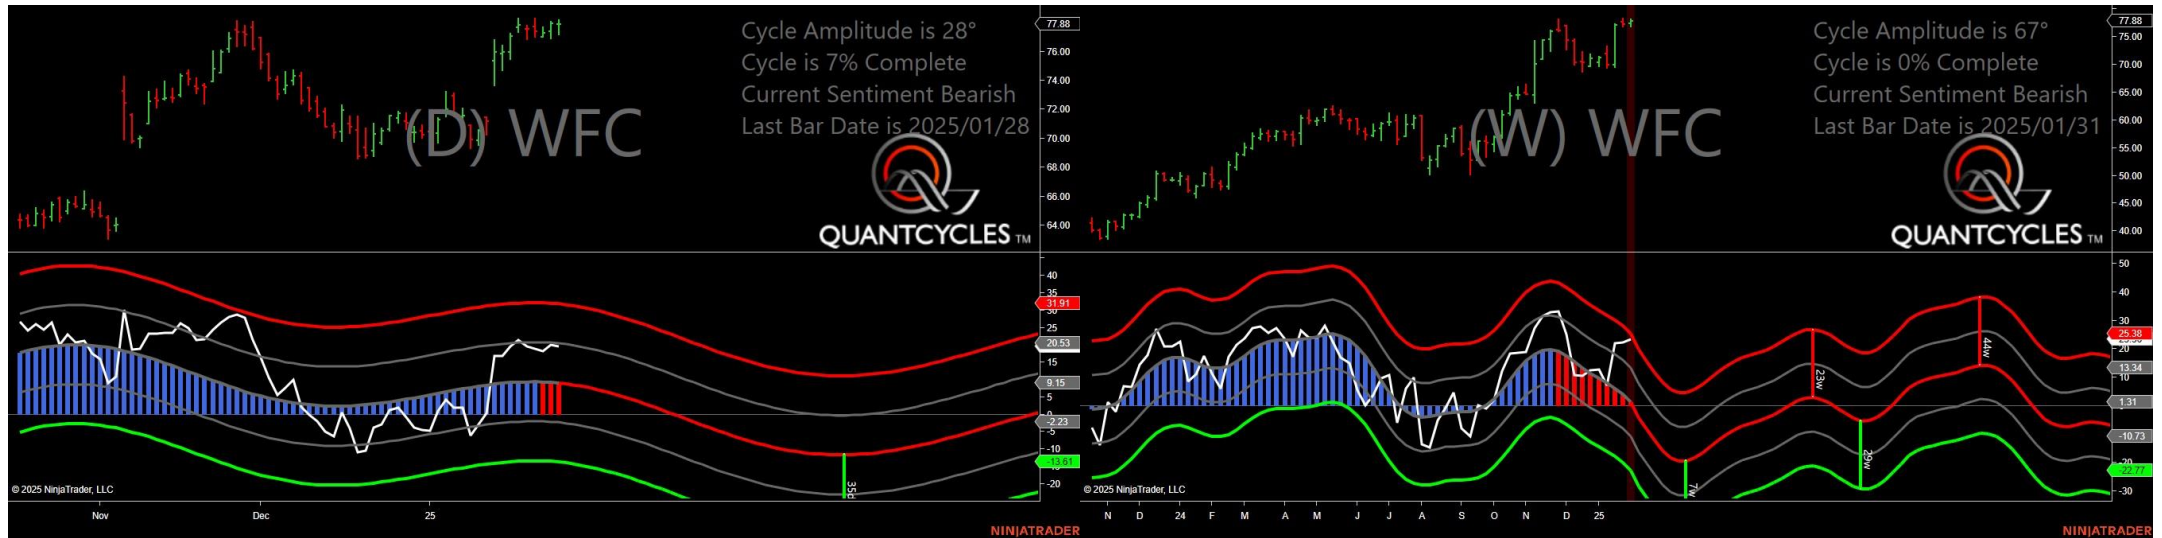 Cycle Amplitude is 28°
Cycle is 7% Complete
Current Sentiment Bearish
Last Bar Date is 2025/01/28
(D) WFC
QUANTCYCLES TM
77.88
76.00
74.00
72.00
70.00
68.00
66.00
64.00
40
35
31.91
30
25
20.53
15
9.15
5
0
-2.23
-5
-10
-13.61
-20
35d
© 2025 NinjaTrader, LLC
Nov
Dec
25
NINJATRADER
Cycle Amplitude is 67°
Cycle is 0% Complete
Current Sentiment Bearish
Last Bar Date is 2025/01/31
(W) WFC
QUANTCYCLES TM
77.88
75.00
70.00
65.00
60.00
55.00
50.00
45.00
40.00
50
40
30
25.38
20
13.34
10
1.31
-10.73
-20
-22.77
-30
7w
23w
29w
44w
© 2025 NinjaTrader, LLC
N
D
24
F
M
A
M
J
J
A
S
O
N
D
25
NINJATRADER